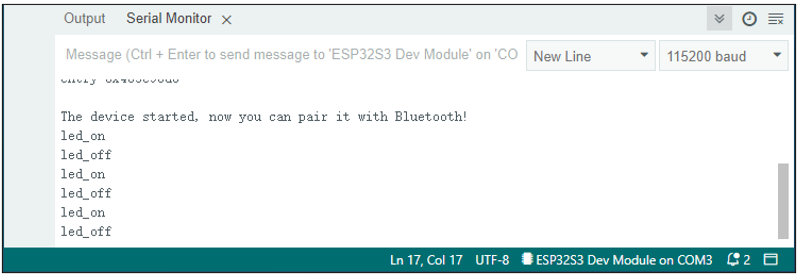 Output Serial Monitor ×
Message (Ctrl + Enter to send message to 'ESP32S3 Dev Module' on 'CO New Line 115200 baud
The device started, now you can pair it with Bluetooth!
led_on
led_off
led_on
led_off
led_on
led_off
Ln 17, Col 17 UTF-8 ESP32S3 Dev Module on COM3 2